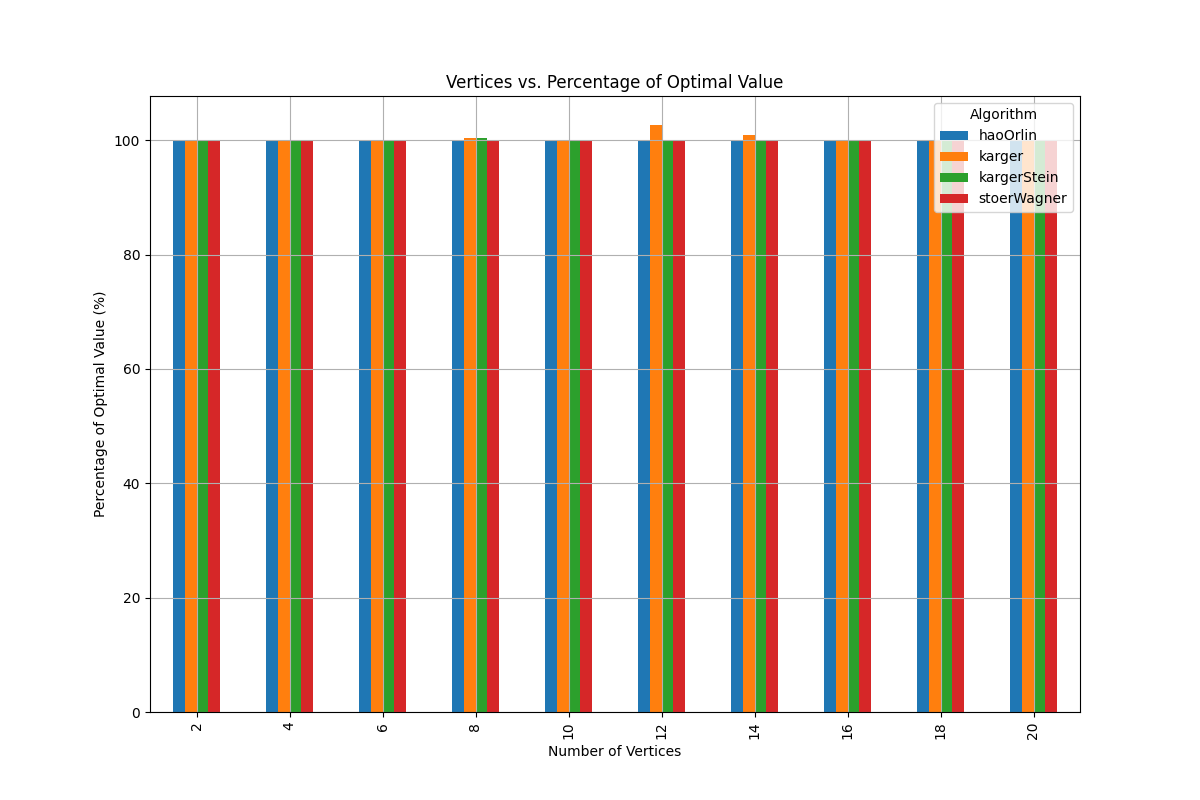 Vertices vs. Percentage of Optimal Value
Algorithm
haoOrlin
karger
kargerStein
stoerWagner
Percentage of Optimal Value (%)
100
80
60
40
20
0
2 4 6 8 10 12 14 16 18 20
Number of Vertices